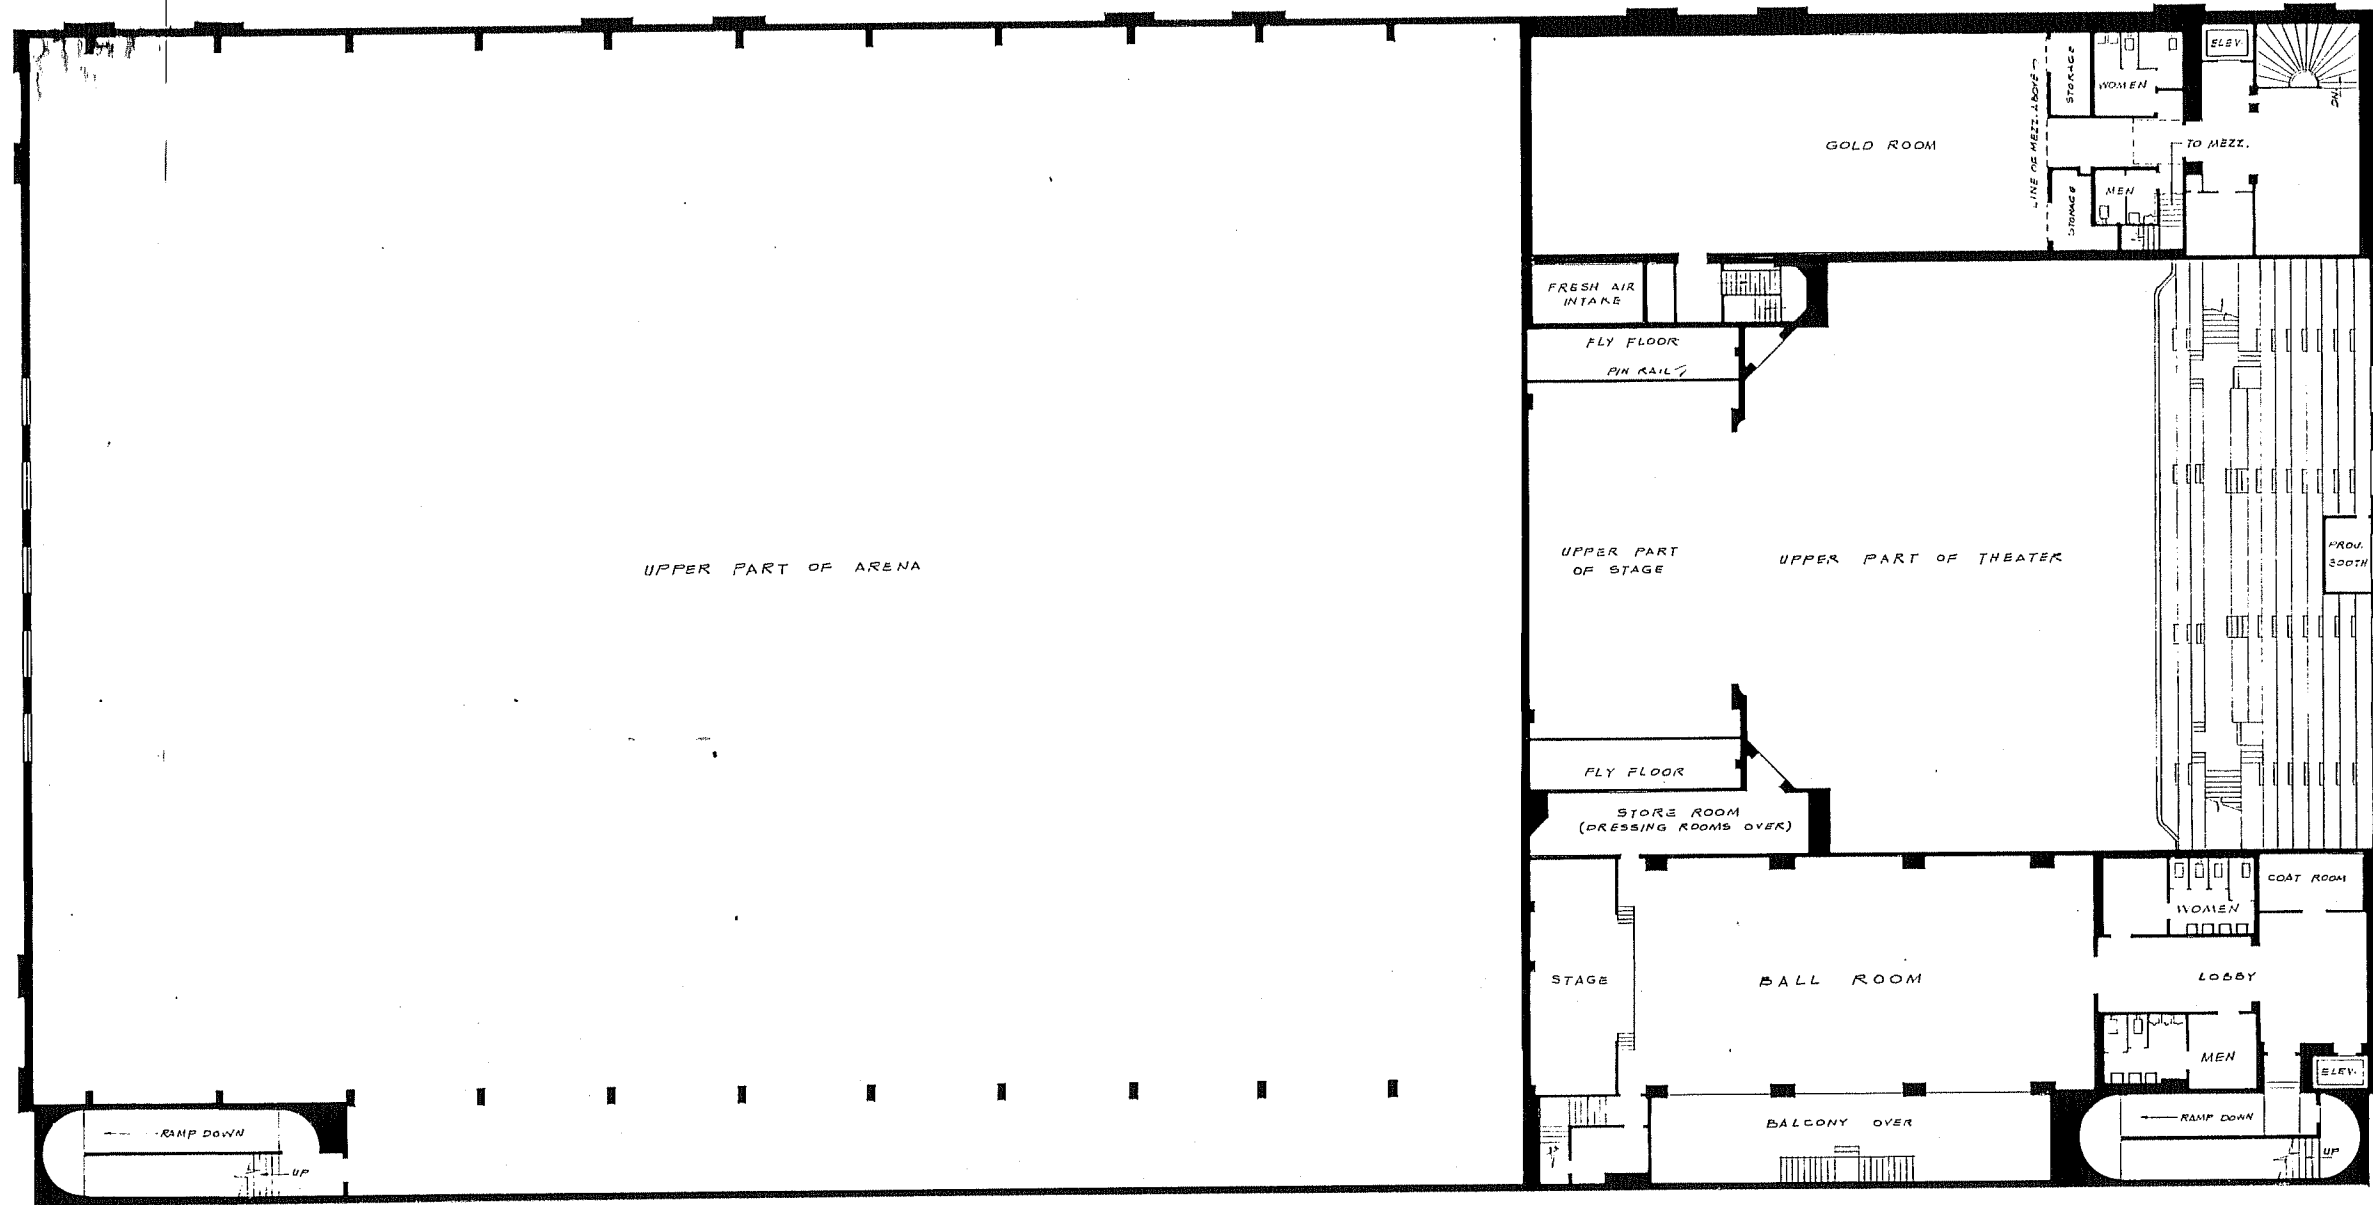 ELEV.
STORAGE
WOMEN
LINE OF MEZZ. ABOVE
DN.
GOLD ROOM
TO MEZZ.
MEN
STORAGE
FRESH AIR
INTAKE
FLY FLOOR
PIN RAIL
UPPER PART OF ARENA
UPPER PART
OF STAGE
UPPER PART OF THEATER
PROJ.
BOOTH
FLY FLOOR
STORE ROOM
(DRESSING ROOMS OVER)
COAT ROOM
WOMEN
STAGE
BALL ROOM
LOBBY
MEN
ELEV.
RAMP DOWN
UP
BALCONY OVER
RAMP DOWN
UP